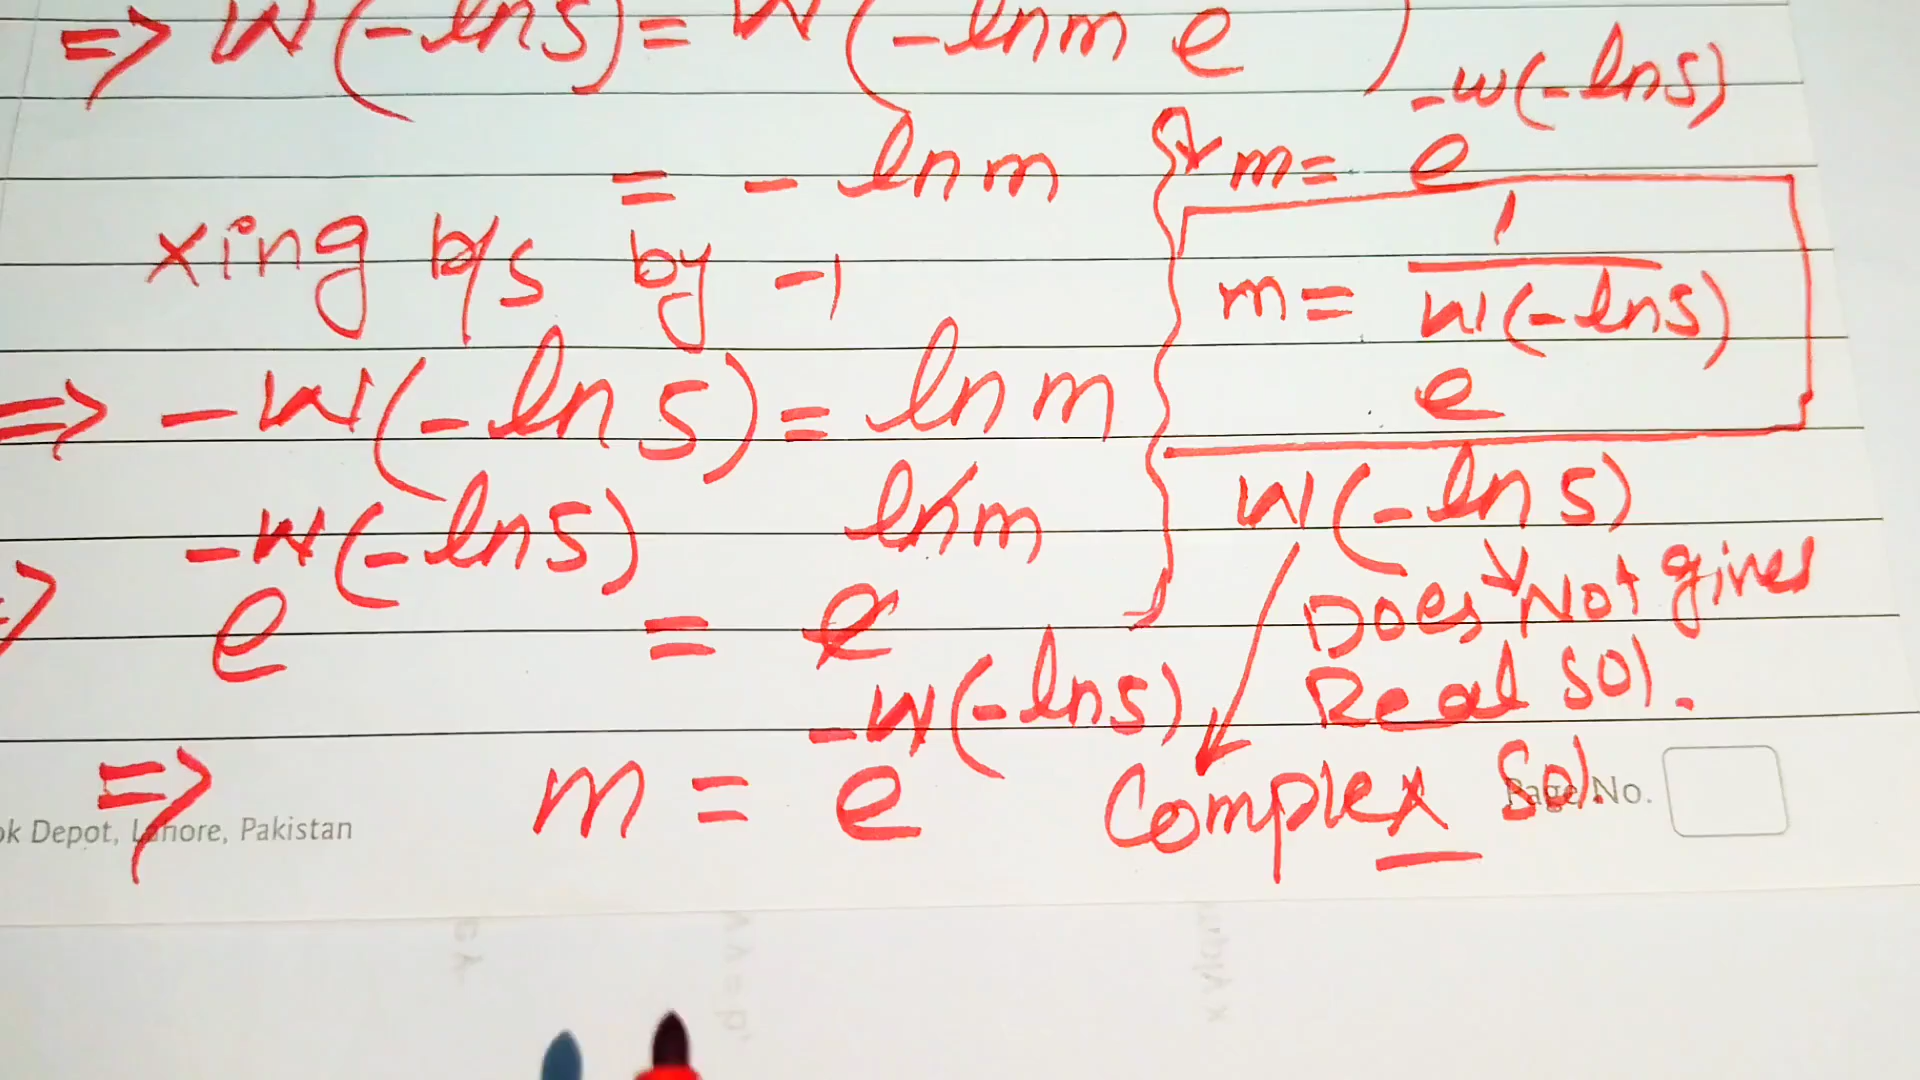 => W(-ln5) = W(-lnm e )
= - lnm
xing b/s by -1
=> -W(-ln5) = lnm
e^{-W(-ln5)} = e^{lnm}
=> m = e^{-W(-ln5)}
& m = e^{-W(-ln5)}
m = 1/e^{W(-ln5)}
W(-ln5)
Does Not gives
Real sol.
Complex Sol.
Page No.
ok Depot, Lahore, Pakistan